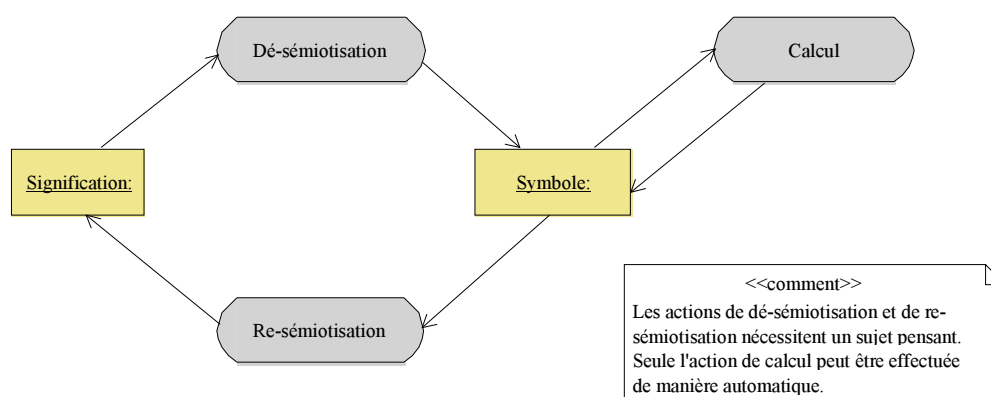 Dé-sémiotisation
Calcul
Signification:
Symbole:
Re-sémiotisation
<<comment>>
Les actions de dé-sémiotisation et de re-
sémiotisation nécessitent un sujet pensant.
Seule l'action de calcul peut être effectuée
de manière automatique.